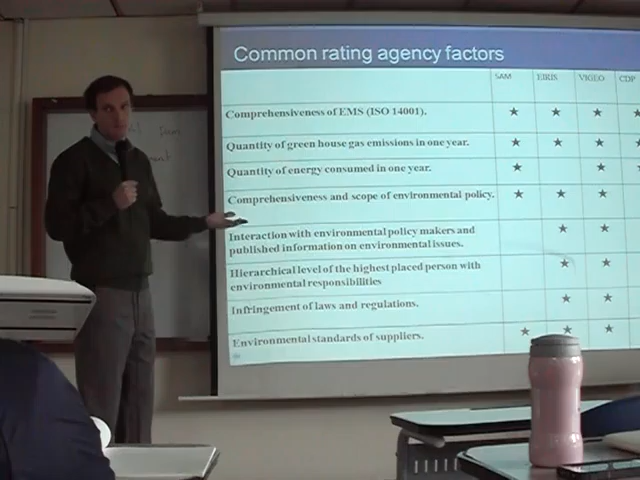 Common rating agency factors
SAM EIRIS VIGEO CDP
Comprehensiveness of EMS (ISO 14001). ★ ★ ★ ★
Quantity of green house gas emissions in one year. ★ ★ ★ ★
Quantity of energy consumed in one year. ★ ★ ★
Comprehensiveness and scope of environmental policy. ★ ★ ★
Interaction with environmental policy makers and
published information on environmental issues. ★ ★
Hierarchical level of the highest placed person with
environmental responsibilities ★ ★
Infringement of laws and regulations. ★ ★
Environmental standards of suppliers. ★ ★ ★